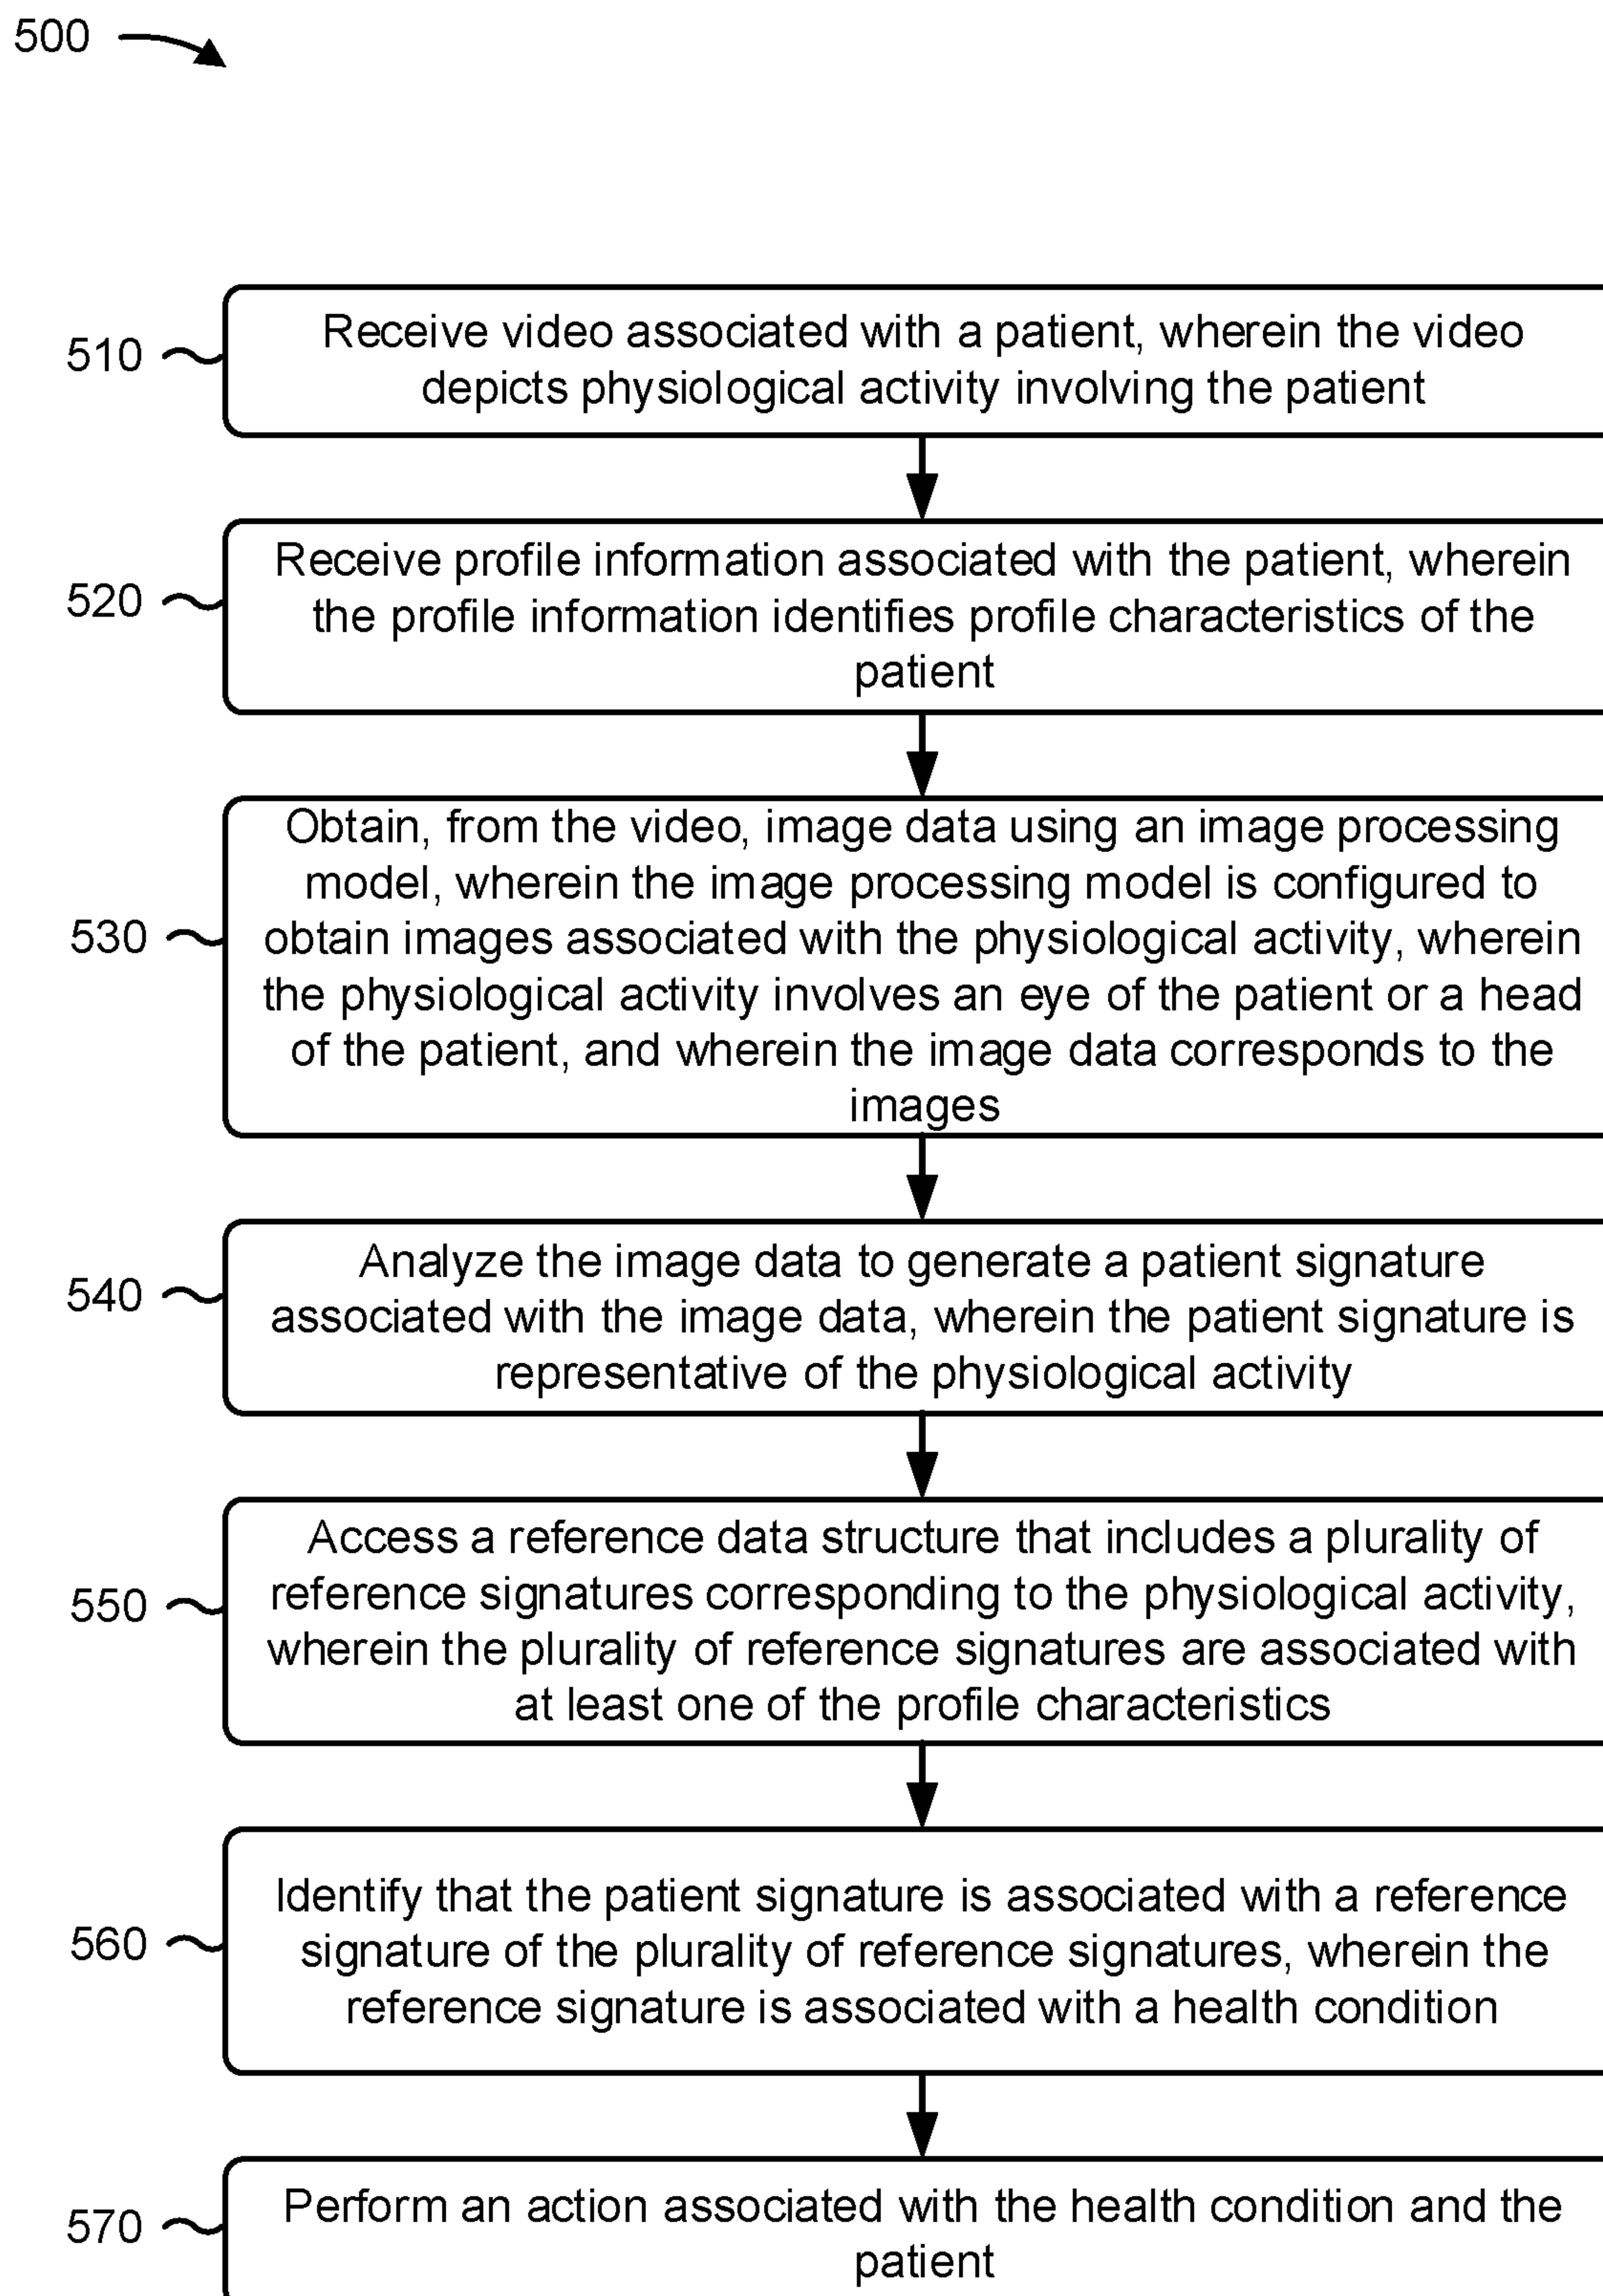 500
510
Receive video associated with a patient, wherein the video
depicts physiological activity involving the patient
520
Receive profile information associated with the patient, wherein
the profile information identifies profile characteristics of the
patient
530
Obtain, from the video, image data using an image processing
model, wherein the image processing model is configured to
obtain images associated with the physiological activity, wherein
the physiological activity involves an eye of the patient or a head
of the patient, and wherein the image data corresponds to the
images
540
Analyze the image data to generate a patient signature
associated with the image data, wherein the patient signature is
representative of the physiological activity
550
Access a reference data structure that includes a plurality of
reference signatures corresponding to the physiological activity,
wherein the plurality of reference signatures are associated with
at least one of the profile characteristics
560
Identify that the patient signature is associated with a reference
signature of the plurality of reference signatures, wherein the
reference signature is associated with a health condition
570
Perform an action associated with the health condition and the
patient